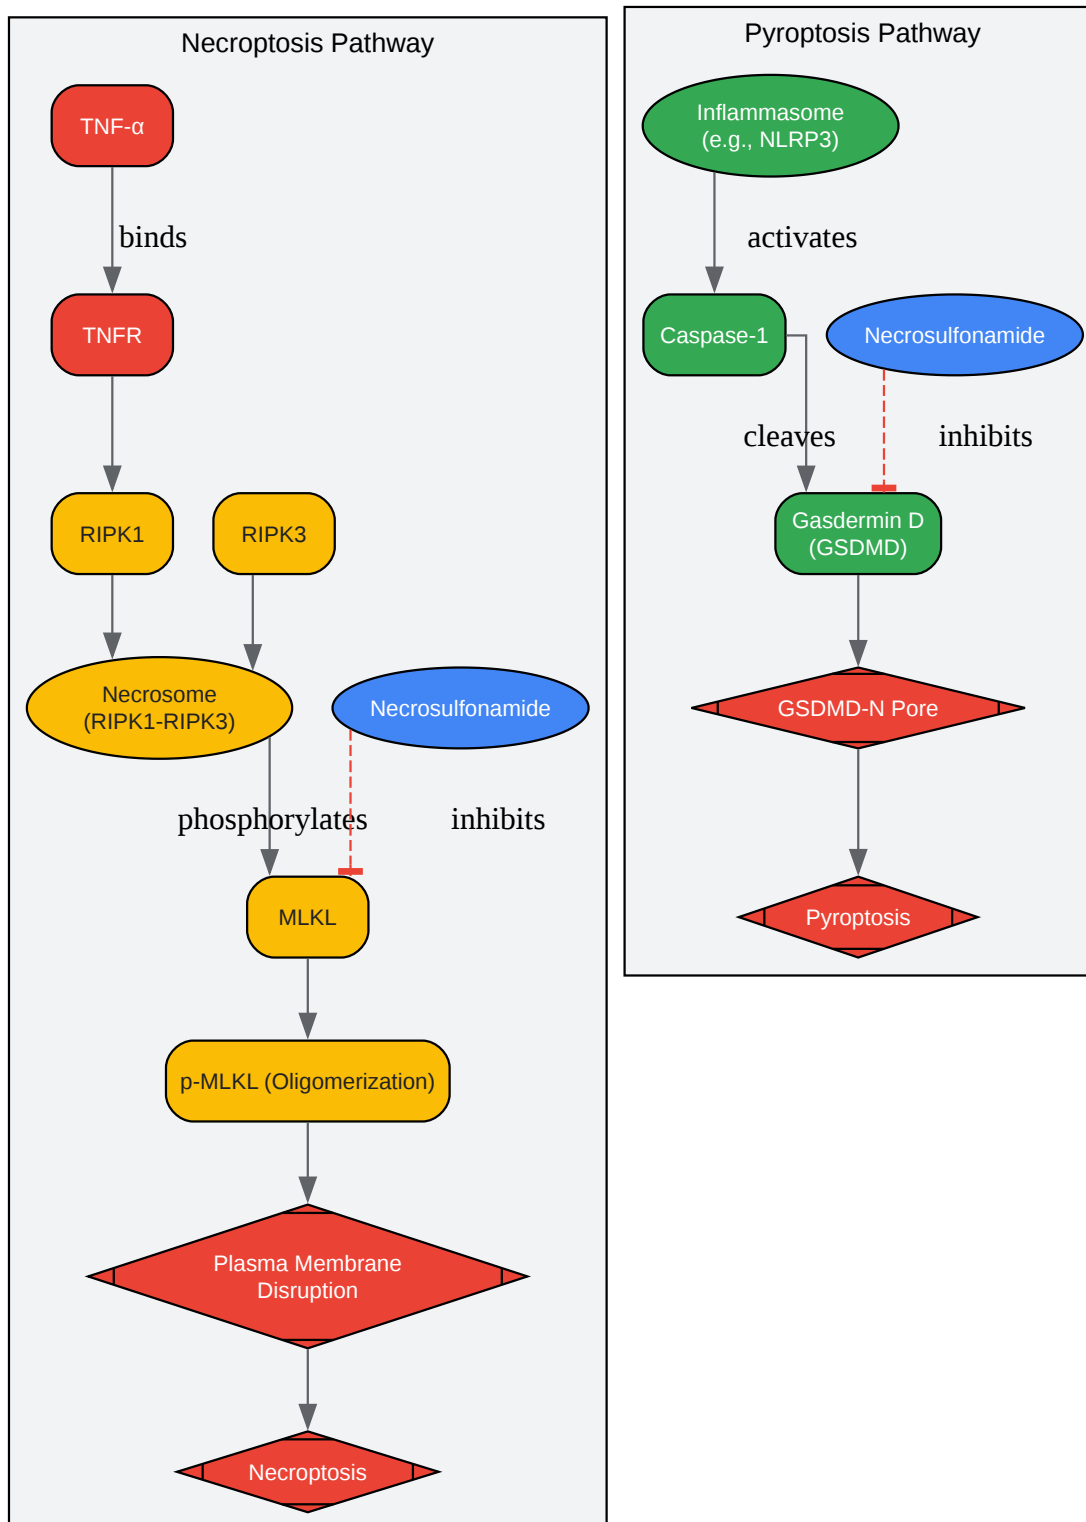 Necroptosis Pathway
TNF-α
binds
TNFR
RIPK1
RIPK3
Necrosome
(RIPK1-RIPK3)
Necrosulfonamide
phosphorylates
inhibits
MLKL
p-MLKL (Oligomerization)
Plasma Membrane
Disruption
Necroptosis
Pyroptosis Pathway
Inflammasome
(e.g., NLRP3)
activates
Caspase-1
Necrosulfonamide
cleaves
inhibits
Gasdermin D
(GSDMD)
GSDMD-N Pore
Pyroptosis